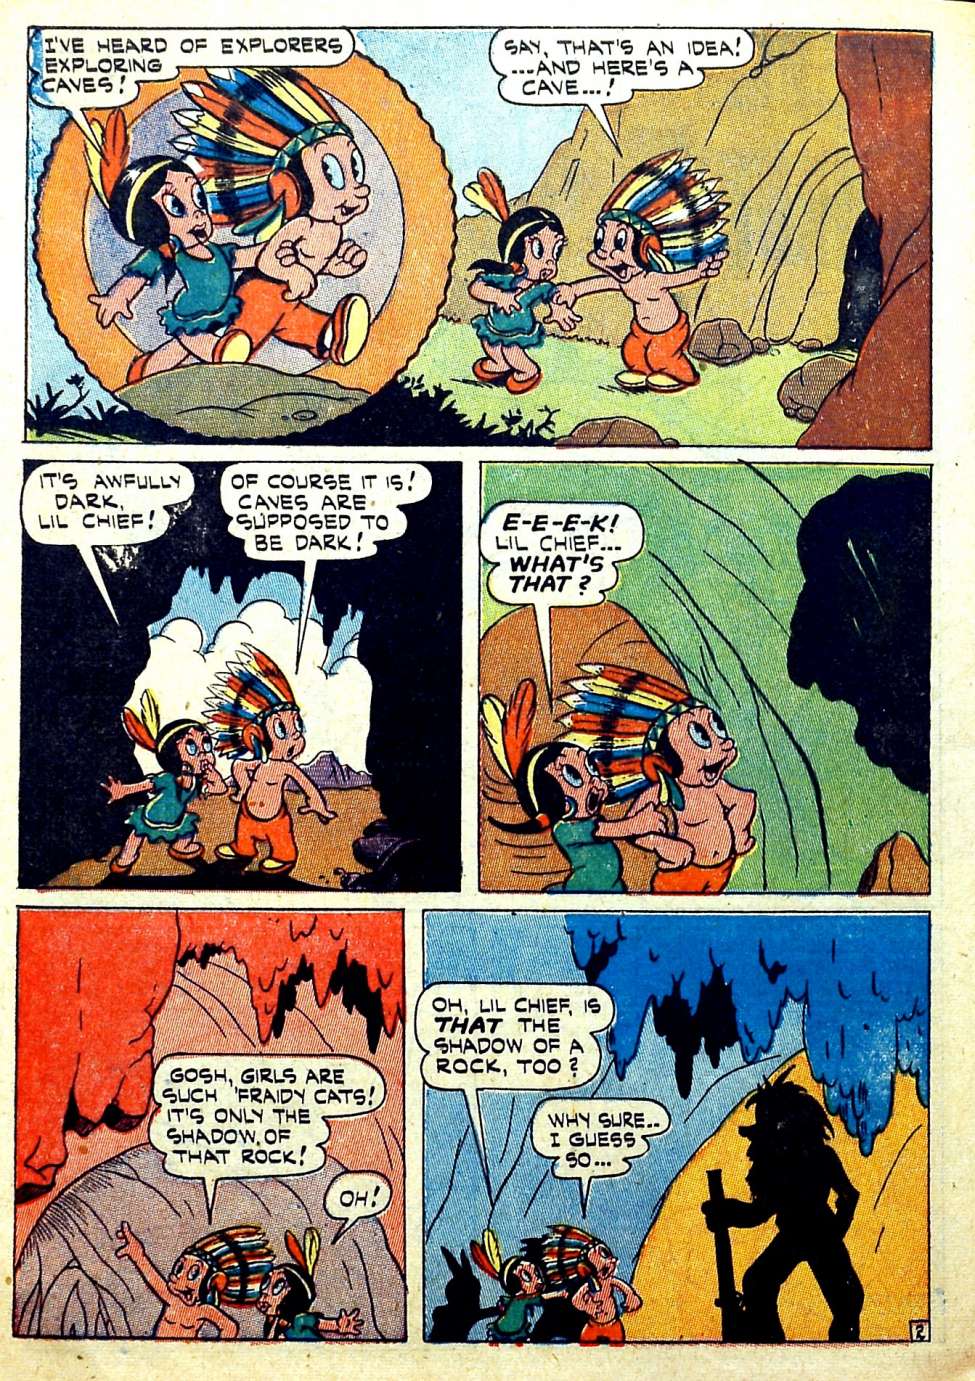 I'VE HEARD OF EXPLORERS
EXPLORING
CAVES!
SAY, THAT'S AN IDEA!
...AND HERE'S A
CAVE...!
IT'S AWFULLY
DARK,
LIL CHIEF!
OF COURSE IT IS!
CAVES ARE
SUPPOSED TO
BE DARK!
E-E-E-K!
LIL CHIEF...
WHAT'S
THAT?
GOSH, GIRLS ARE
SUCH 'FRAIDY CATS!
IT'S ONLY THE
SHADOW OF
THAT ROCK!
OH!
OH, LIL CHIEF, IS
THAT THE
SHADOW OF A
ROCK, TOO?
WHY SURE..
I GUESS
SO...
2